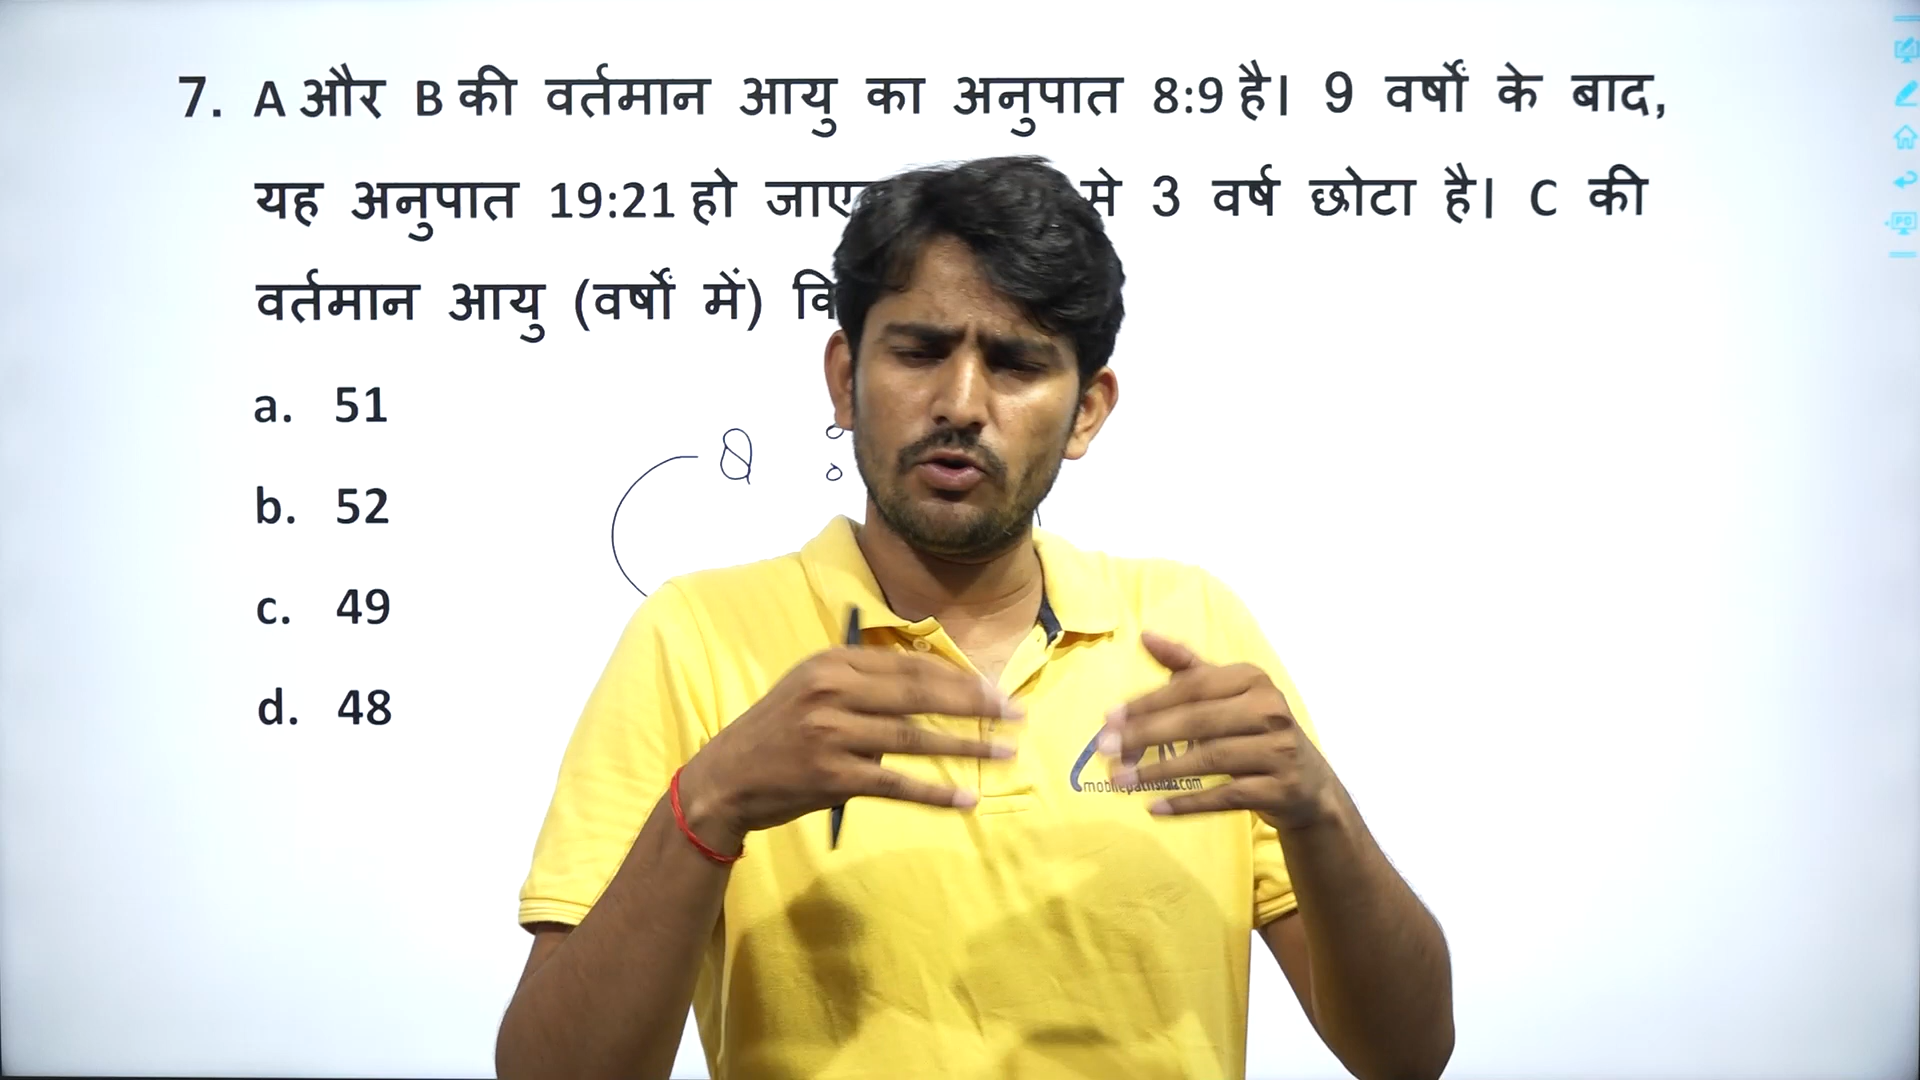 7. A और B की वर्तमान आयु का अनुपात 8:9 है। 9 वर्षों के बाद,
यह अनुपात 19:21 हो से 3 वर्ष छोटा है। C की
वर्तमान आयु (वर्षों में)
a. 51
b. 52
c. 49
d. 48
PD